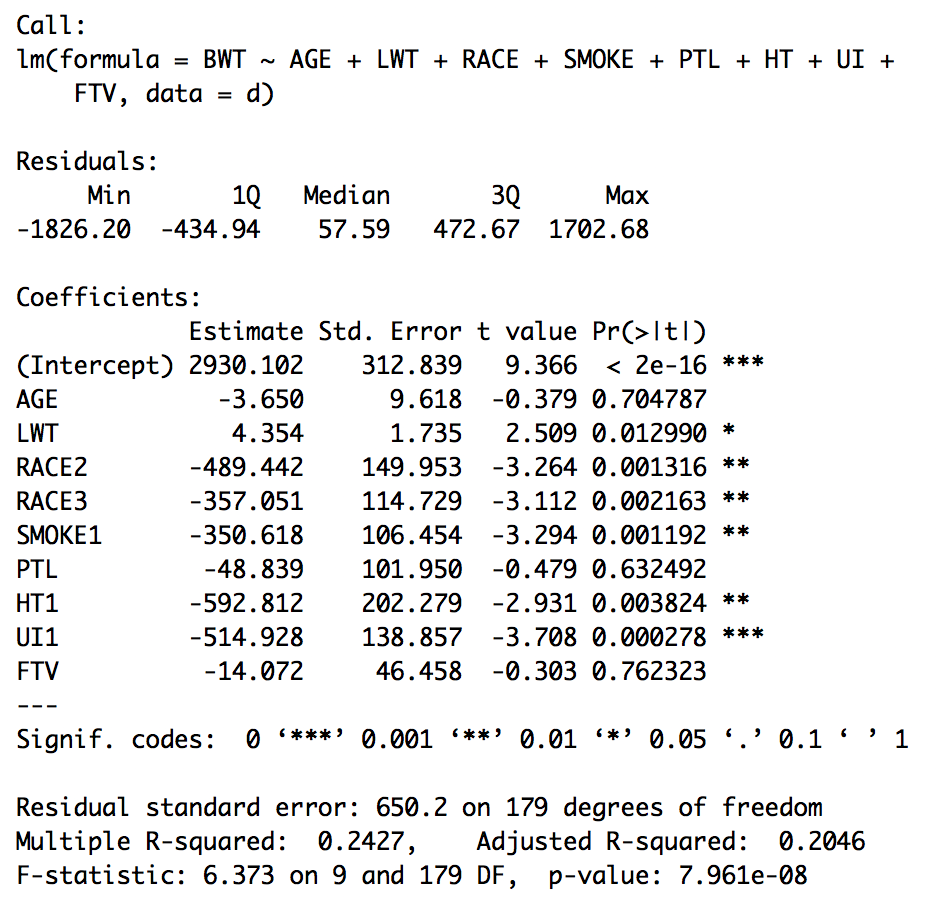 Call:
lm(formula = BWT ~ AGE + LWT + RACE + SMOKE + PTL + HT + UI +
    FTV, data = d)

Residuals:
     Min       1Q   Median       3Q      Max
-1826.20  -434.94    57.59   472.67  1702.68

Coefficients:
            Estimate Std. Error t value Pr(>|t|)
(Intercept) 2930.102    312.839   9.366  < 2e-16 ***
AGE           -3.650      9.618  -0.379 0.704787
LWT            4.354      1.735   2.509 0.012990 *
RACE2       -489.442    149.953  -3.264 0.001316 **
RACE3       -357.051    114.729  -3.112 0.002163 **
SMOKE1      -350.618    106.454  -3.294 0.001192 **
PTL          -48.839    101.950  -0.479 0.632492
HT1         -592.812    202.279  -2.931 0.003824 **
UI1         -514.928    138.857  -3.708 0.000278 ***
FTV          -14.072     46.458  -0.303 0.762323
---
Signif. codes:  0 ‘***’ 0.001 ‘**’ 0.01 ‘*’ 0.05 ‘.’ 0.1 ‘ ’ 1

Residual standard error: 650.2 on 179 degrees of freedom
Multiple R-squared:  0.2427,    Adjusted R-squared:  0.2046
F-statistic: 6.373 on 9 and 179 DF,  p-value: 7.961e-08